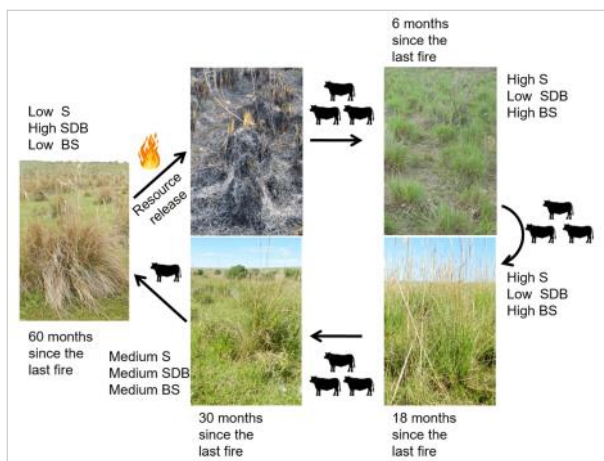 6 months
since the
last fire
Low S
High SDB
Low BS
Resource
release
High S
Low SDB
High BS
High S
Low SDB
High BS
60 months
since the
last fire
Medium S
Medium SDB
Medium BS
30 months
since the
last fire
18 months
since the
last fire